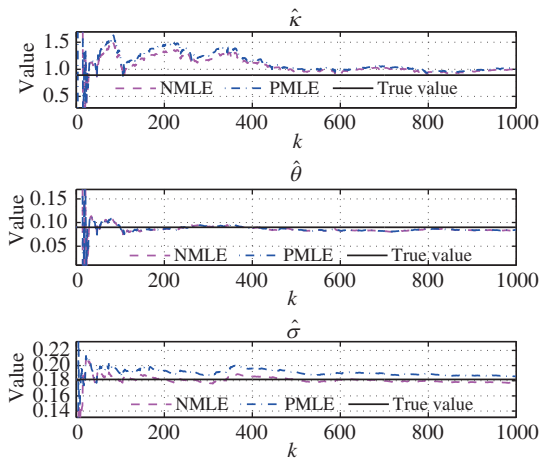 κ̂
Value
1.5
1.0
0.5
NMLE PMLE True value
0 200 400 600 800 1000
k
θ̂
Value
0.15
0.10
0.05
NMLE PMLE True value
0 200 400 600 800 1000
k
σ̂
Value
0.22
0.20
0.18
0.16
0.14
NMLE PMLE True value
0 200 400 600 800 1000
k